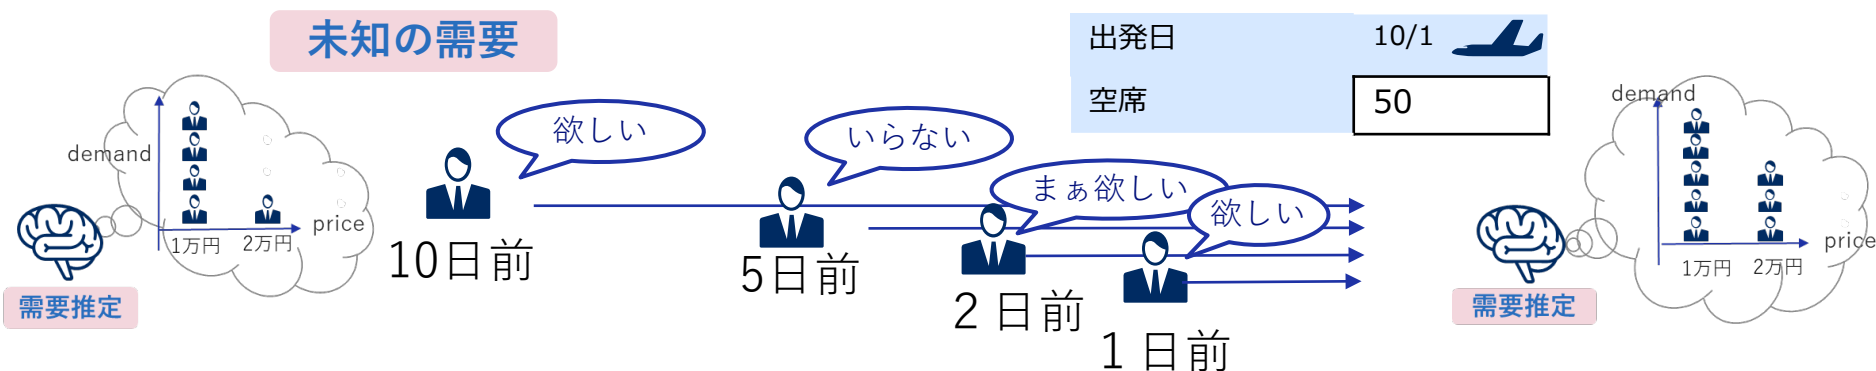 未知の需要
出発日
10/1
空席
50
demand
price
1万円
2万円
需要推定
欲しい
10日前
いらない
5日前
まぁ欲しい
2日前
欲しい
1日前
demand
price
1万円
2万円
需要推定